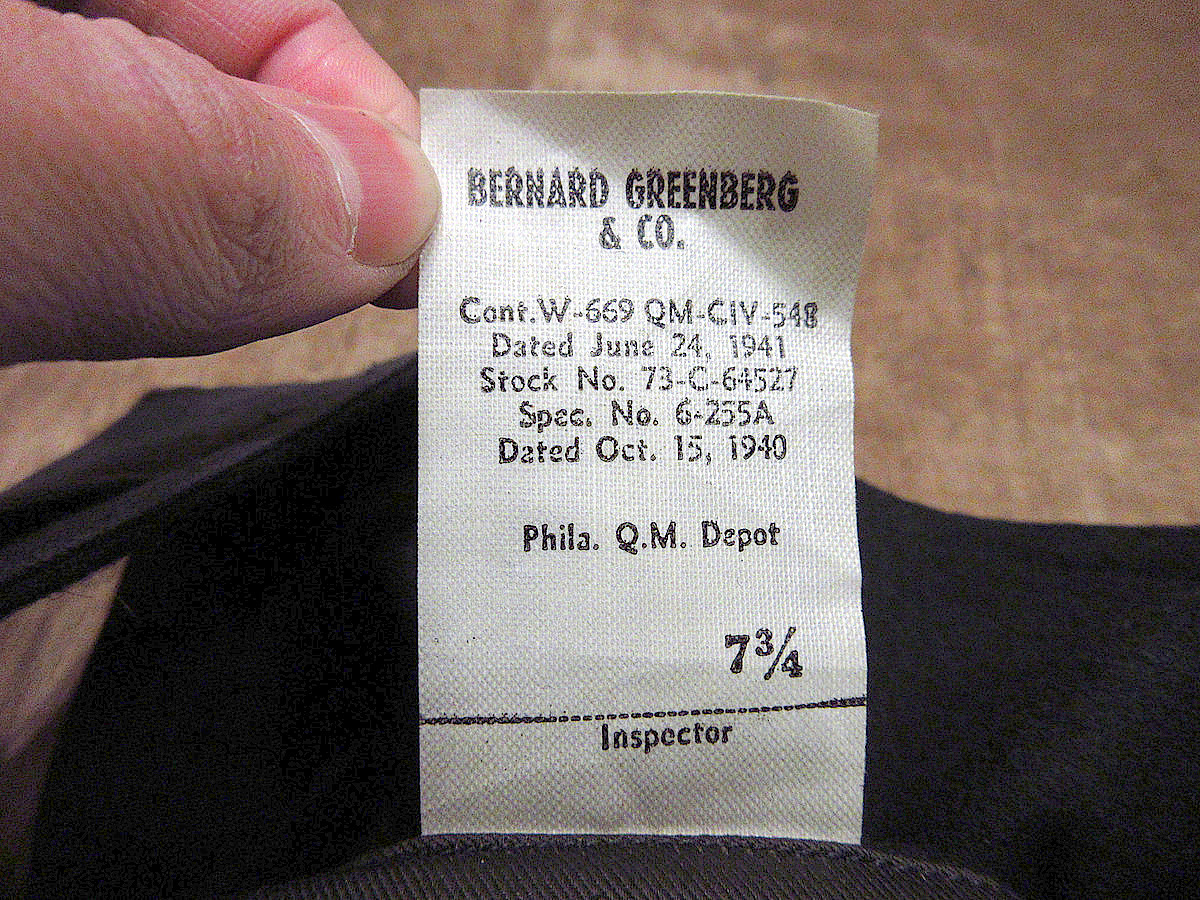 BERNARD GREENBERG
& CO.
Cont.W-669 QM-CIV-548
Dated June 24, 1941
Stock No. 73-C-64527
Spec. No. 6-255A
Dated Oct. 15, 1940
Phila. Q.M. Depot
7¾
Inspector